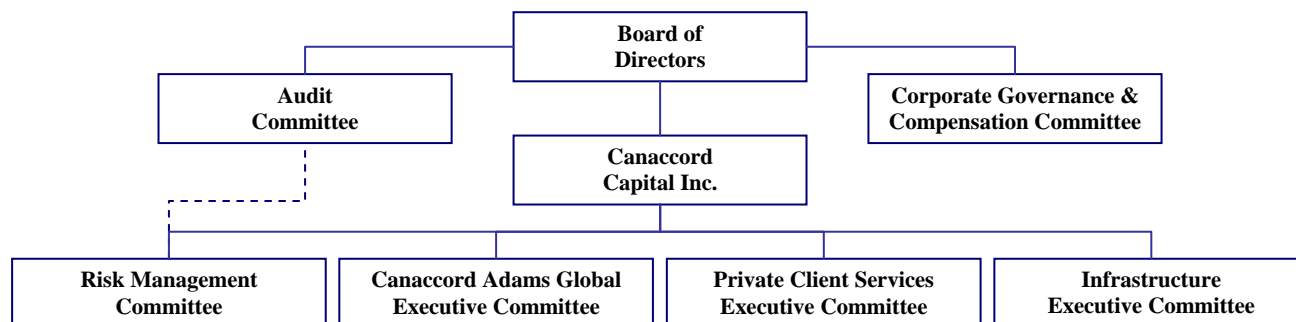 Board of
Directors
Audit
Committee
Corporate Governance &
Compensation Committee
Canaccord
Capital Inc.
Risk Management
Committee
Canaccord Adams Global
Executive Committee
Private Client Services
Executive Committee
Infrastructure
Executive Committee